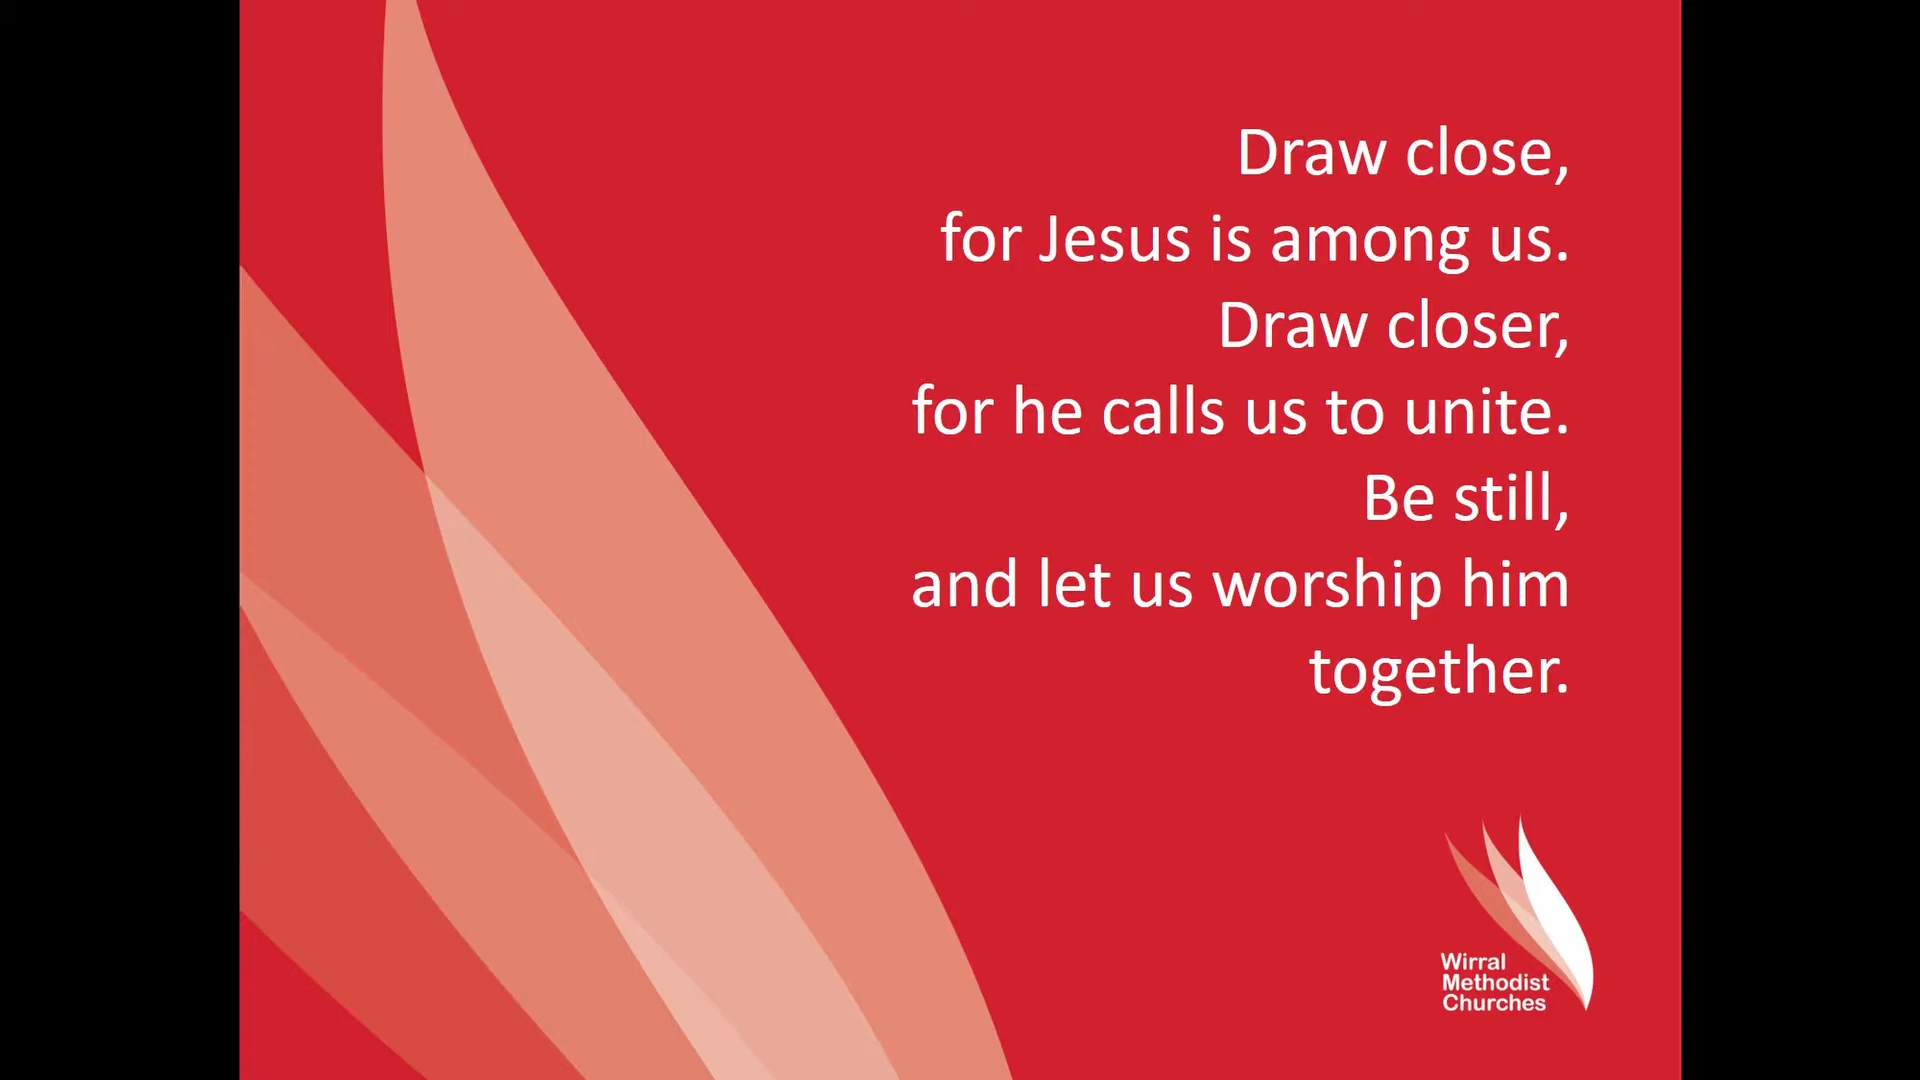 Draw close,
for Jesus is among us.
Draw closer,
for he calls us to unite.
Be still,
and let us worship him
together.
Wirral
Methodist
Churches